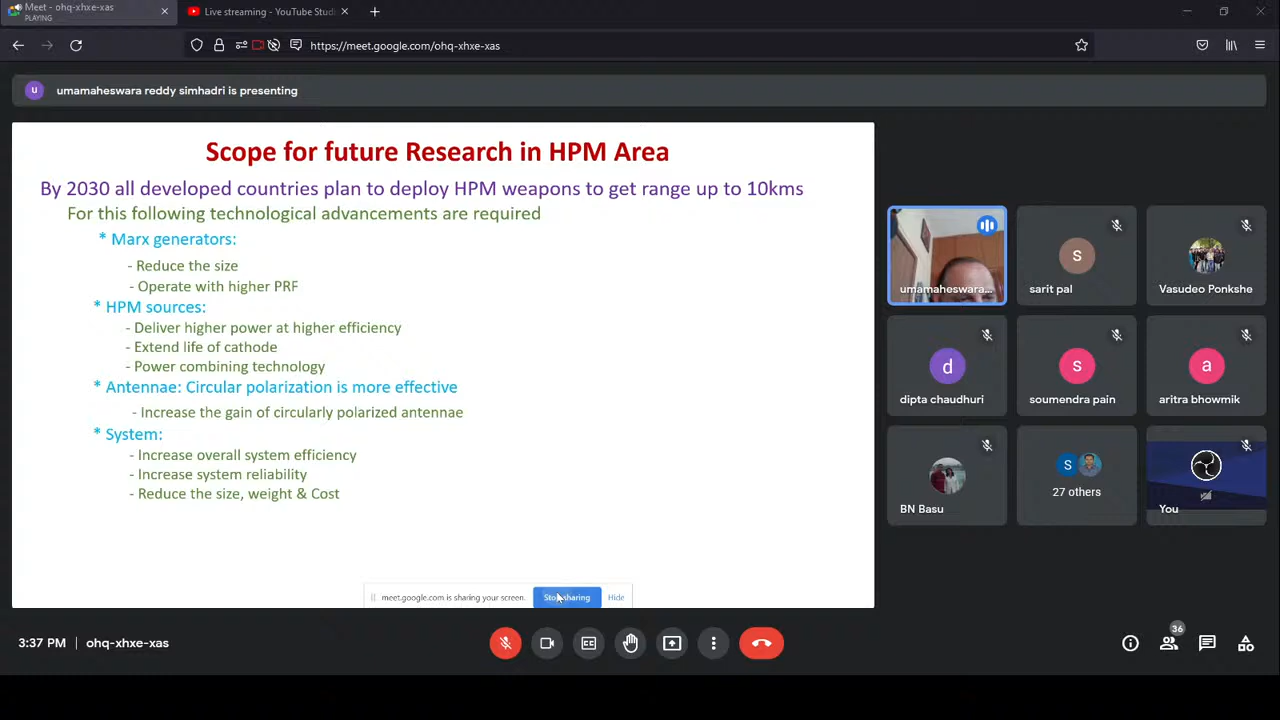 Meet - ohq-xhxe-xas
PLAYING
Live streaming - YouTube Studi
https://meet.google.com/ohq-xhxe-xas
u
umamaheswara reddy simhadri is presenting
Scope for future Research in HPM Area
By 2030 all developed countries plan to deploy HPM weapons to get range up to 10kms
For this following technological advancements are required
* Marx generators:
- Reduce the size
- Operate with higher PRF
* HPM sources:
- Deliver higher power at higher efficiency
- Extend life of cathode
- Power combining technology
* Antennae: Circular polarization is more effective
- Increase the gain of circularly polarized antennae
* System:
- Increase overall system efficiency
- Increase system reliability
- Reduce the size, weight & Cost
meet.google.com is sharing your screen.
Stop sharing
Hide
umamaheswara...
s
sarit pal
Vasudeo Ponkshe
d
dipta chaudhuri
s
soumendra pain
a
aritra bhowmik
BN Basu
S
27 others
You
3:37 PM | ohq-xhxe-xas
CC
36